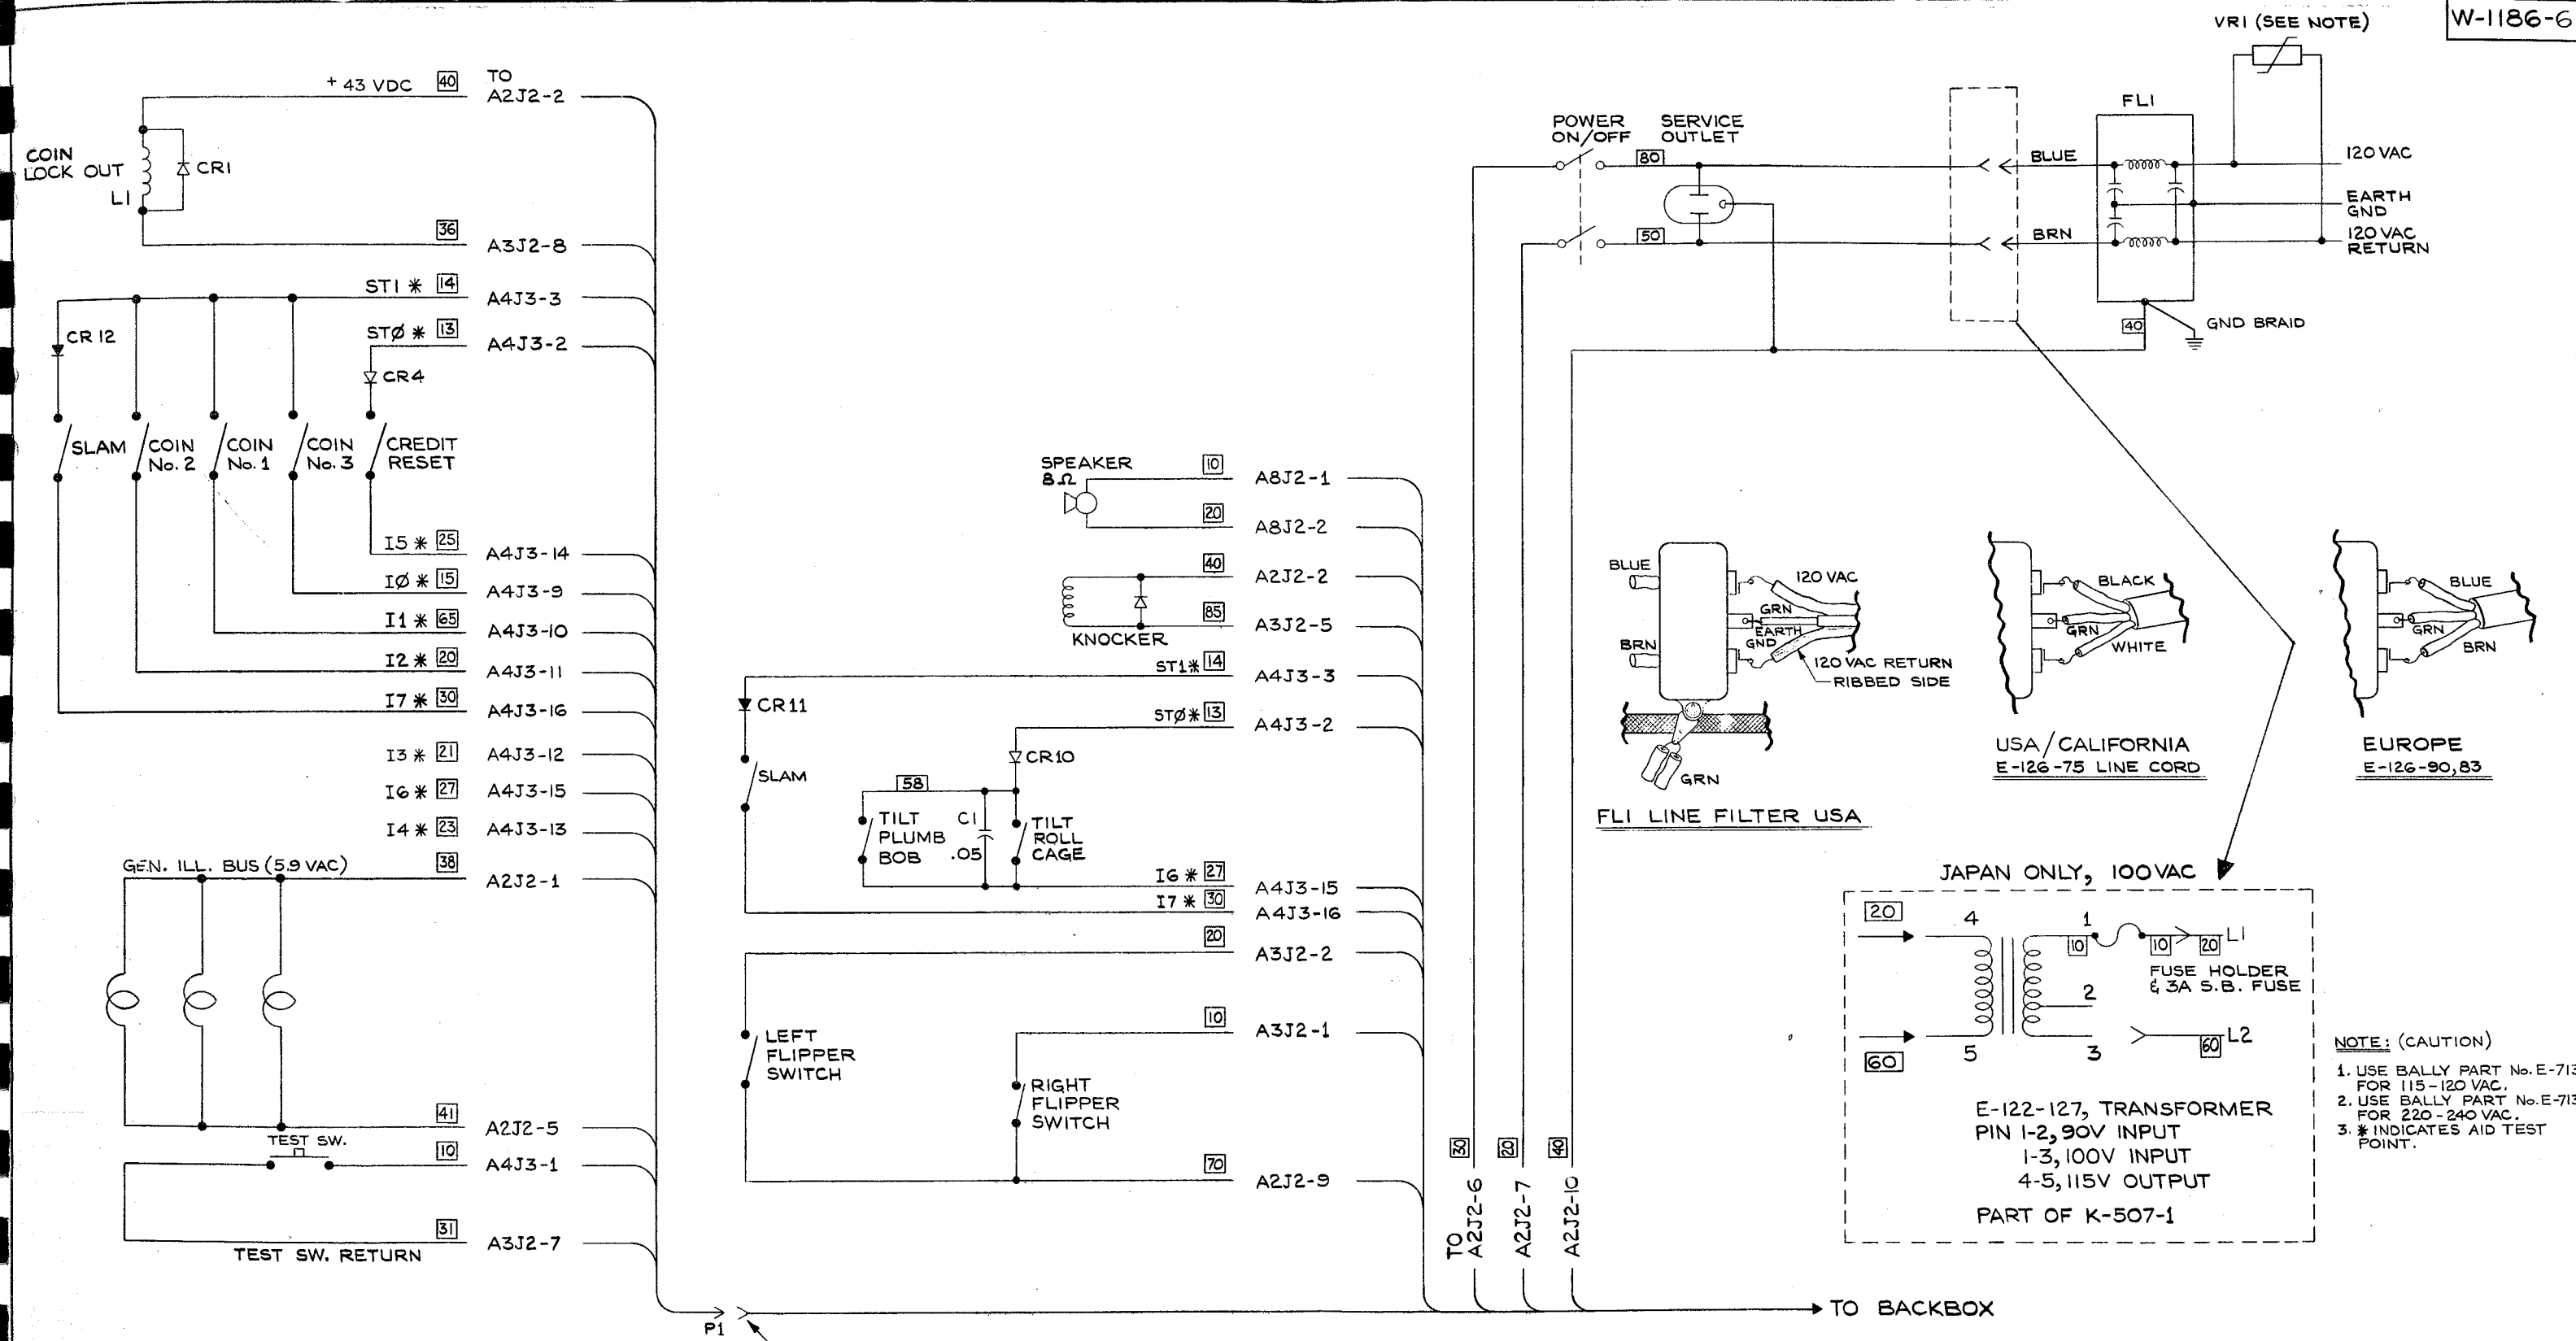 W-1186-6
VR1 (SEE NOTE)
+ 43 VDC 40 TO
A2J2-2
COIN
LOCK OUT
L1
CR1
36 A3J2-8
ST1 * 14 A4J3-3
STØ * 13 A4J3-2
CR 12
CR4
SLAM
COIN
No. 2
COIN
No. 1
COIN
No. 3
CREDIT
RESET
I5 * 25 A4J3-14
IØ * 15 A4J3-9
I1 * 65 A4J3-10
I2 * 20 A4J3-11
I7 * 30 A4J3-16
I3 * 21 A4J3-12
I6 * 27 A4J3-15
I4 * 23 A4J3-13
GEN. ILL. BUS (5.9 VAC) 38 A2J2-1
41 A2J2-5
TEST SW.
10 A4J3-1
31 A3J2-7
TEST SW. RETURN
P1
SPEAKER
8Ω
10 A8J2-1
20 A8J2-2
40 A2J2-2
85 A3J2-5
KNOCKER
ST1* 14 A4J3-3
CR11
STØ* 13 A4J3-2
CR10
SLAM
58
TILT
PLUMB
BOB
C1
.05
TILT
ROLL
CAGE
I6 * 27 A4J3-15
I7 * 30 A4J3-16
20 A3J2-2
10 A3J2-1
LEFT
FLIPPER
SWITCH
RIGHT
FLIPPER
SWITCH
70 A2J2-9
30 20 40
TO
A2J2-6
A2J2-7
A2J2-10
TO BACKBOX
POWER
ON/OFF
SERVICE
OUTLET
80
50
BLUE
BRN
FL1
120 VAC
EARTH
GND
120 VAC
RETURN
40
GND BRAID
BLUE
BRN
120 VAC
GRN
EARTH
GND
120 VAC RETURN
RIBBED SIDE
GRN
FL1 LINE FILTER USA
BLACK
GRN
WHITE
USA/CALIFORNIA
E-126-75 LINE CORD
BLUE
GRN
BRN
EUROPE
E-126-90,83
JAPAN ONLY, 100VAC
20 4 1 10 10 20 L1
FUSE HOLDER
& 3A S.B. FUSE
2
60 5 3 60 L2
E-122-127, TRANSFORMER
PIN 1-2, 90V INPUT
1-3, 100V INPUT
4-5, 115V OUTPUT
PART OF K-507-1
NOTE: (CAUTION)
1. USE BALLY PART No. E-713
FOR 115-120 VAC.
2. USE BALLY PART No. E-713
FOR 220-240 VAC.
3. * INDICATES AID TEST
POINT.